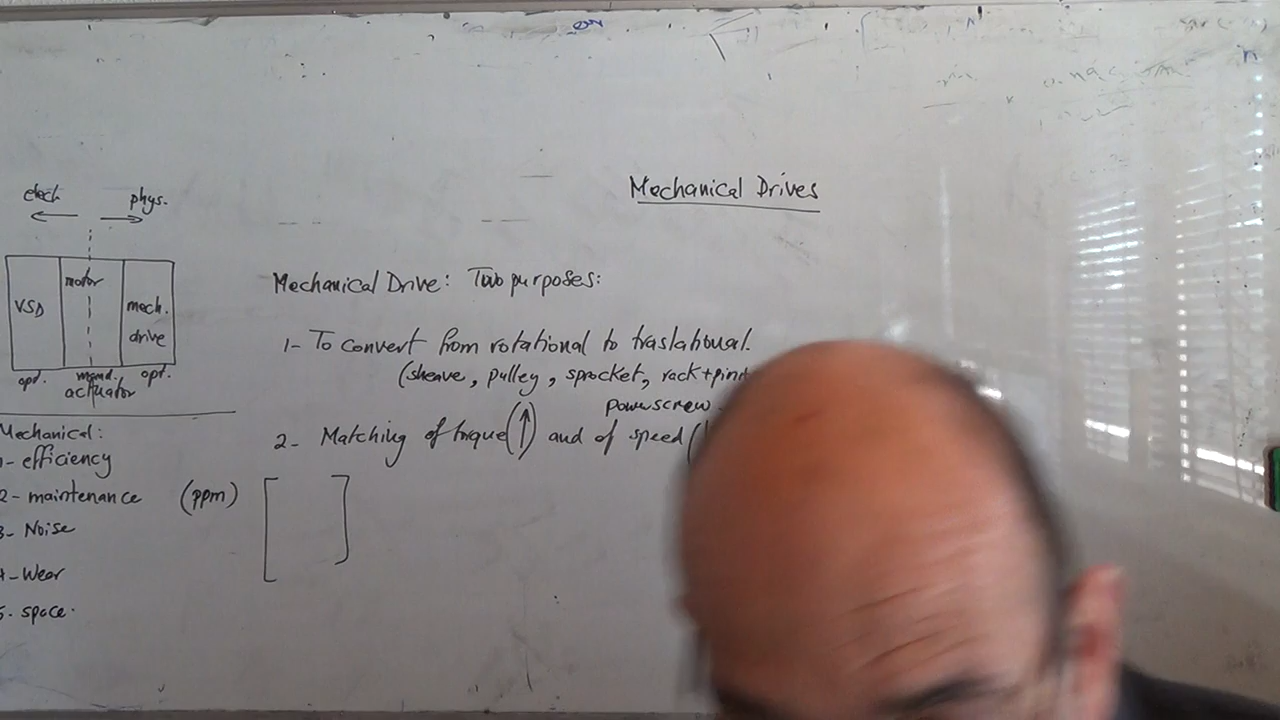 Mechanical Drives
elect. phys.
VSD motor mech. drive
opt. mand. opt.
actuator
Mechanical:
1- efficiency
2- maintenance (ppm)
3- Noise
4- Wear
5- space.
Mechanical Drive: Two purposes:
1- To convert from rotational to traslational.
(sheave, pulley, sprocket, rack+pini
powerscrew.
2- Matching of torque(↑) and of speed(